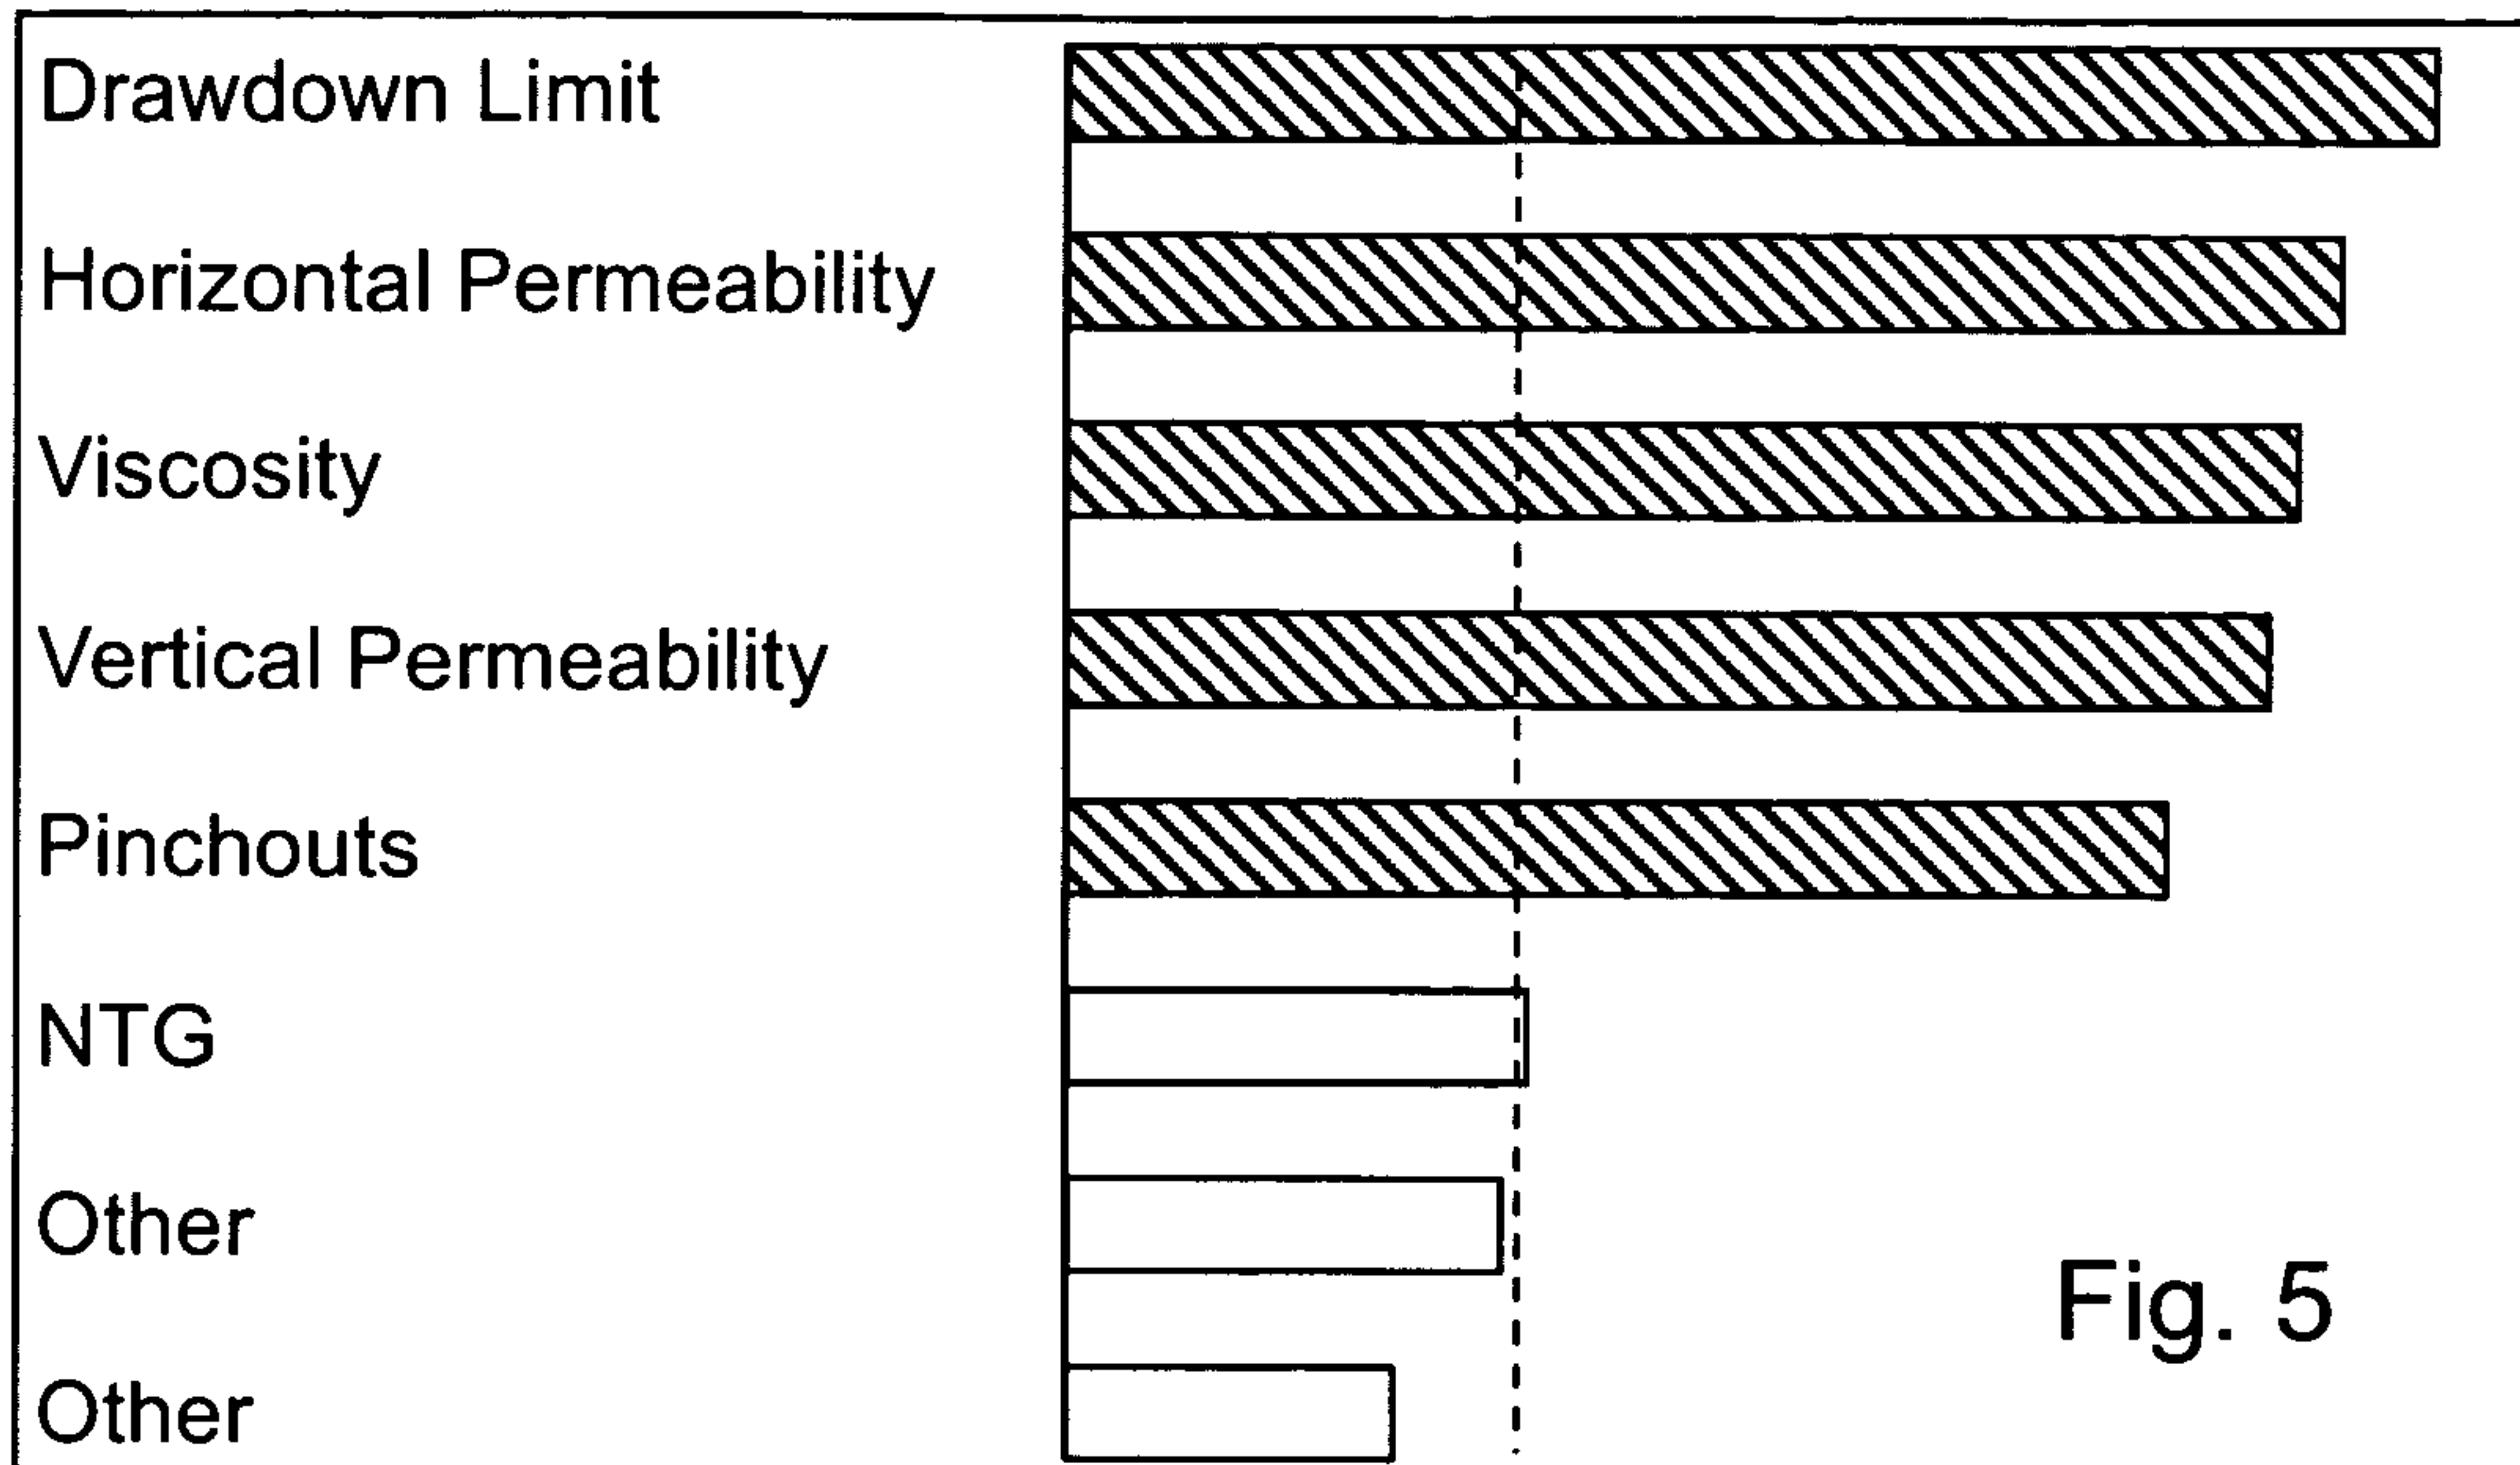 Drawdown Limit
Horizontal Permeability
Viscosity
Vertical Permeability
Pinchouts
NTG
Other
Other
Fig. 5